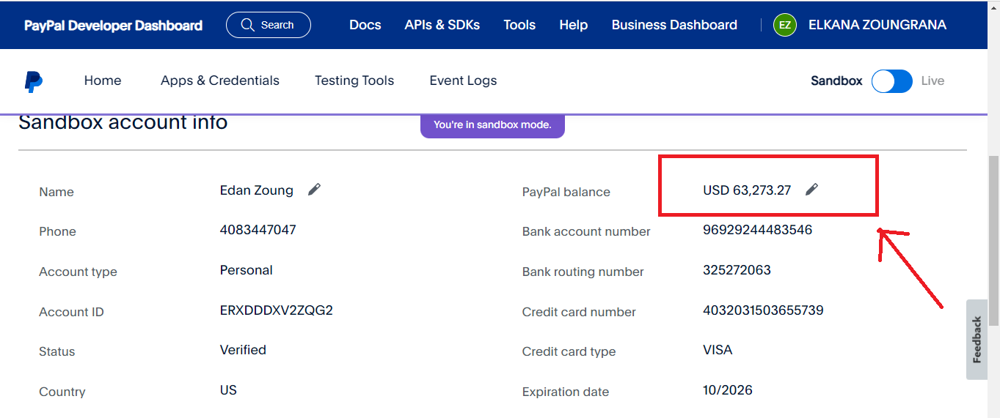 PayPal Developer Dashboard Search Docs APIs & SDKs Tools Help Business Dashboard EZ ELKANA ZOUNGRANA
Home Apps & Credentials Testing Tools Event Logs Sandbox Live
Sandbox account info You're in sandbox mode.
Name Edan Zoung PayPal balance USD 63,273.27
Phone 4083447047 Bank account number 96929244483546
Account type Personal Bank routing number 325272063
Account ID ERXDDDXV2ZQG2 Credit card number 4032031503655739
Status Verified Credit card type VISA
Country US Expiration date 10/2026
Feedback